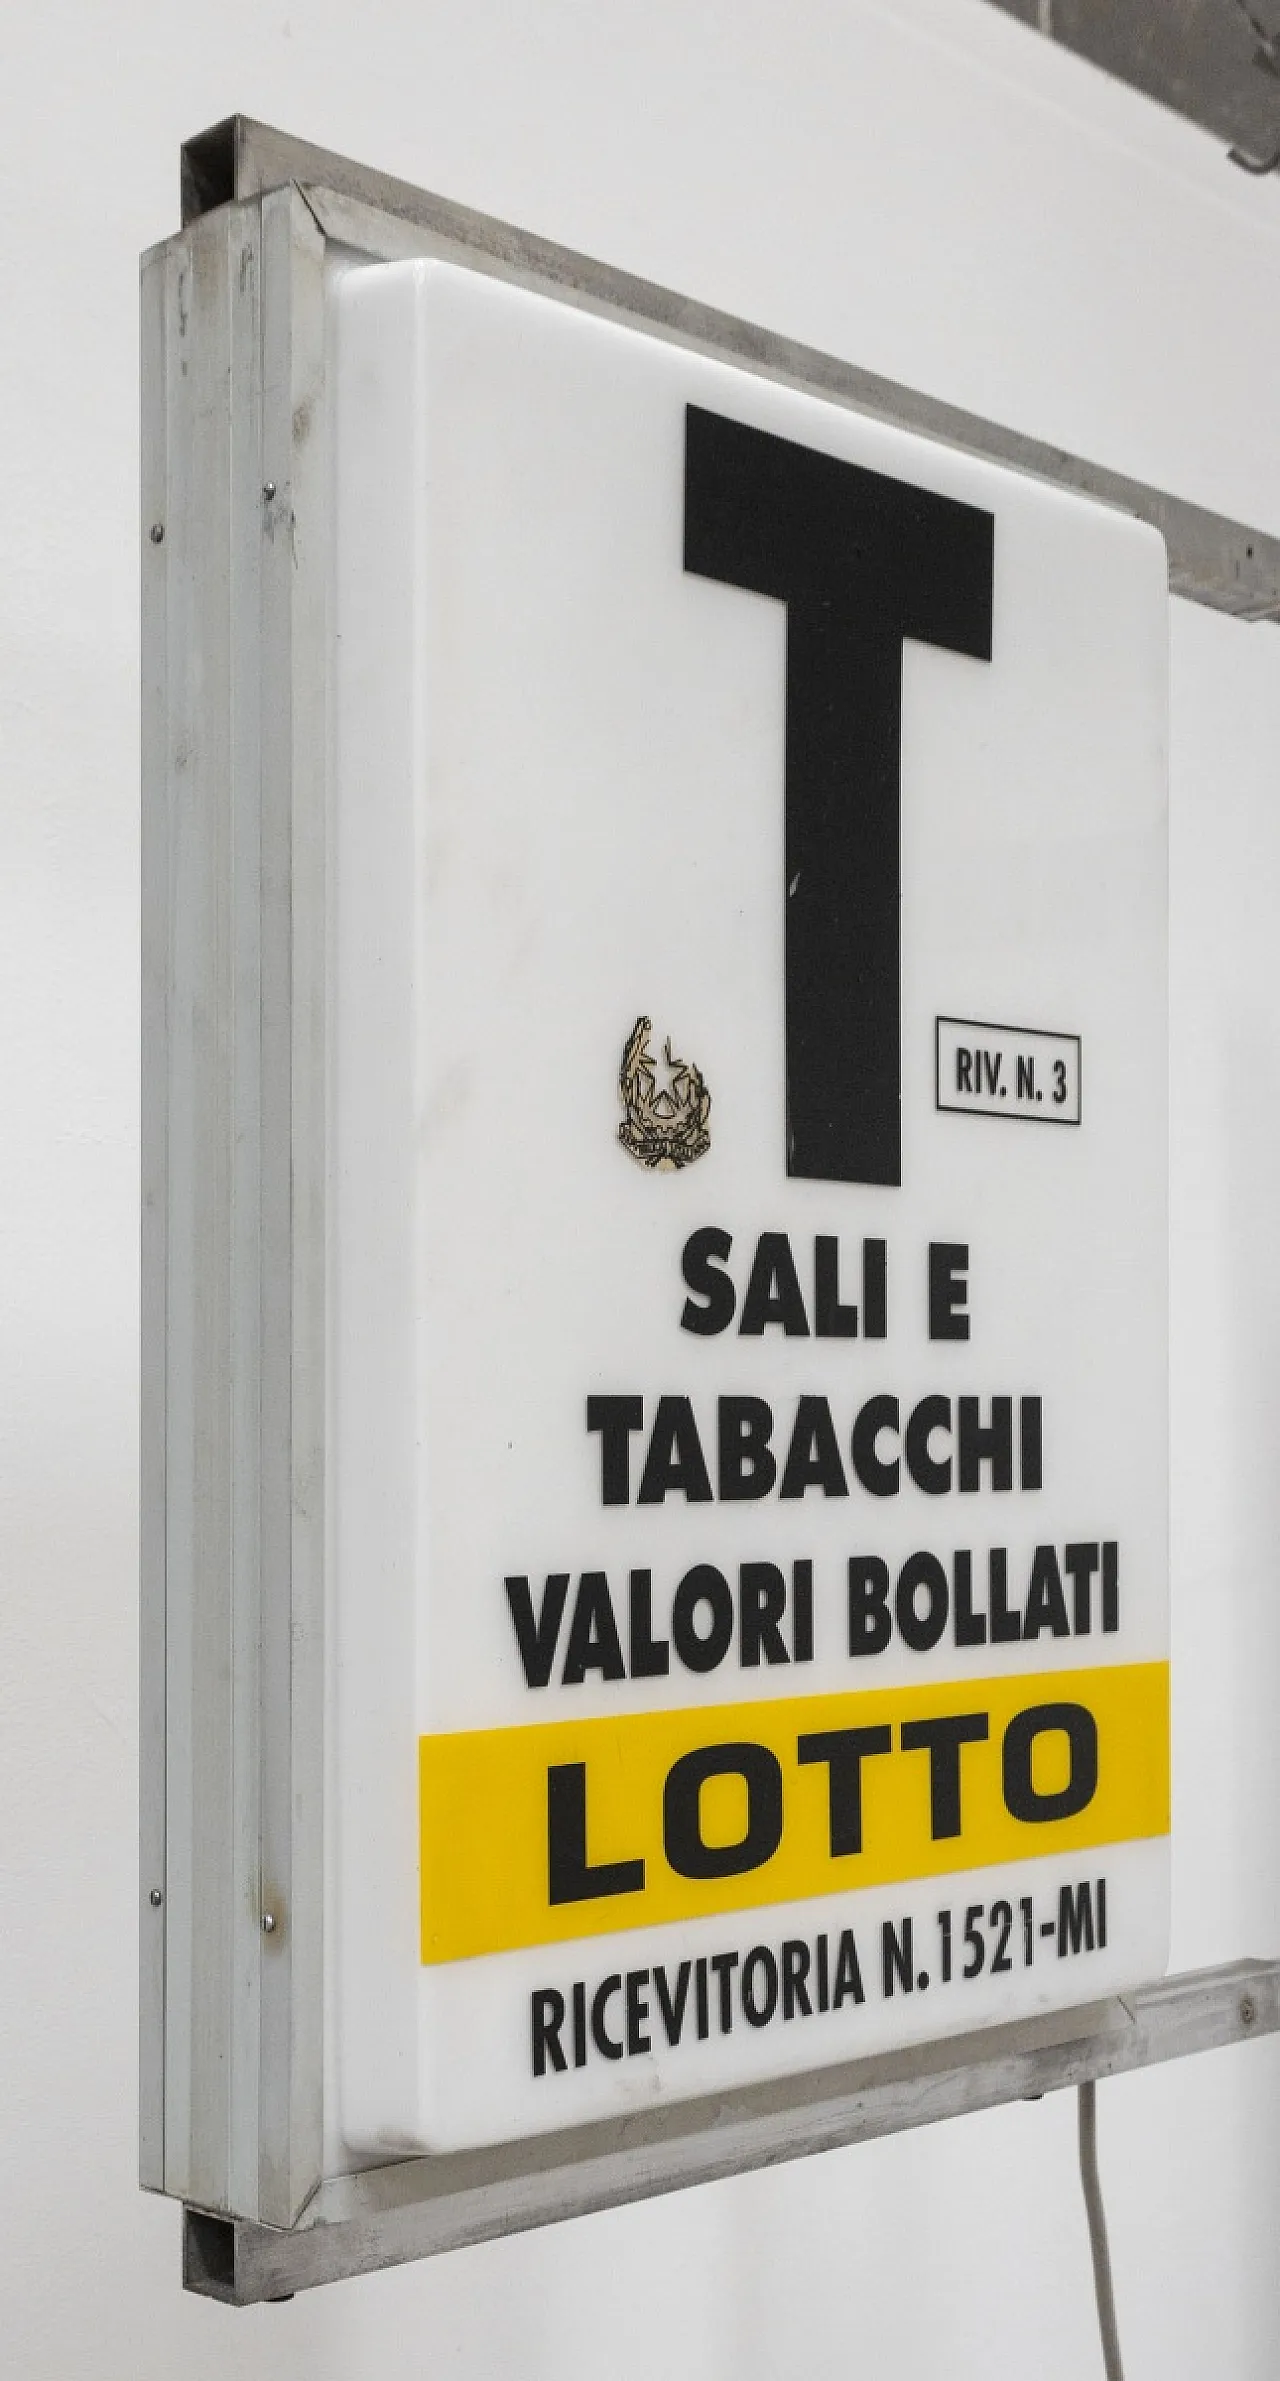 T
RIV. N. 3
SALI E
TABACCHI
VALORI BOLLATI
LOTTO
RICEVITORIA N.1521-MI